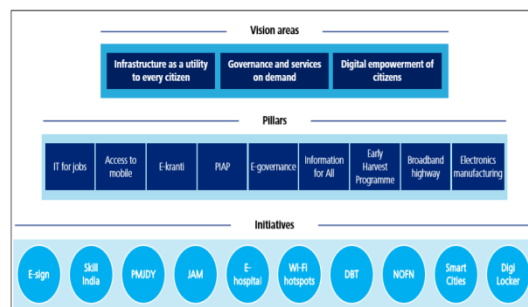 Vision areas
Infrastructure as a utility to every citizen
Governance and services on demand
Digital empowerment of citizens
Pillars
IT for jobs
Access to mobile
E-kranti
PIAP
E-governance
Information for All
Early Harvest Programme
Broadband highway
Electronics manufacturing
Initiatives
E-sign
Skill India
PMJDY
JAM
E-hospital
Wi-Fi hotspots
DBT
NOFN
Smart Cities
Digi Locker